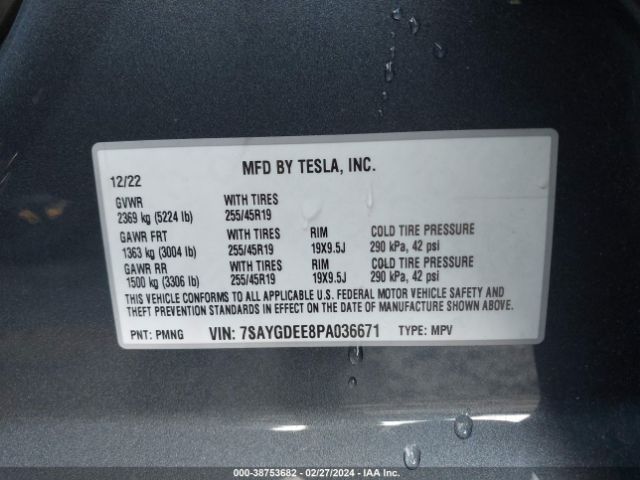 MFD BY TESLA, INC.
12/22
GVWR WITH TIRES
2369 kg (5224 lb) 255/45R19
GAWR FRT WITH TIRES RIM COLD TIRE PRESSURE
1363 kg (3004 lb) 255/45R19 19X9.5J 290 kPa, 42 psi
GAWR RR WITH TIRES RIM COLD TIRE PRESSURE
1500 kg (3306 lb) 255/45R19 19X9.5J 290 kPa, 42 psi
THIS VEHICLE CONFORMS TO ALL APPLICABLE U.S. FEDERAL MOTOR VEHICLE SAFETY AND
THEFT PREVENTION STANDARDS IN EFFECT ON THE DATE OF MANUFACTURE SHOWN ABOVE.
PNT: PMNG VIN: 7SAYGDEE8PA036671 TYPE: MPV
000-38753682 - 02/27/2024 - IAA Inc.